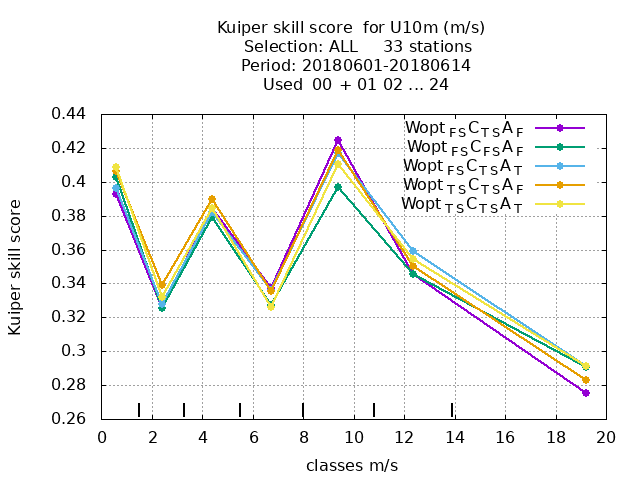 Kuiper skill score  for U10m (m/s)
Selection: ALL     33 stations
Period: 20180601-20180614
Used  00 + 01 02 ... 24
Wopt FS C TS A F
Wopt FS C FS A F
Wopt FS C TS A T
Wopt TS C TS A F
Wopt TS C TS A T
Kuiper skill score
0.44
0.42
0.4
0.38
0.36
0.34
0.32
0.3
0.28
0.26
0 2 4 6 8 10 12 14 16 18 20
classes m/s